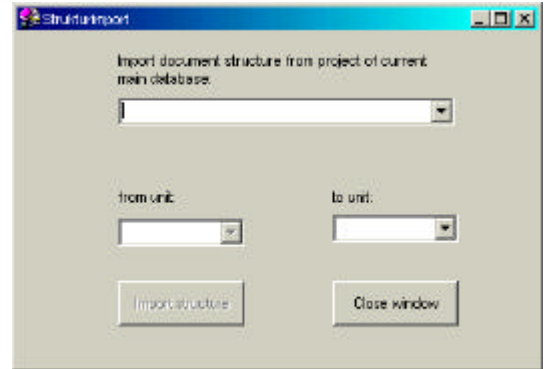 Strukturimport
Import document structure from project of current
main database:
from unit: to unit:
Import structure Close window